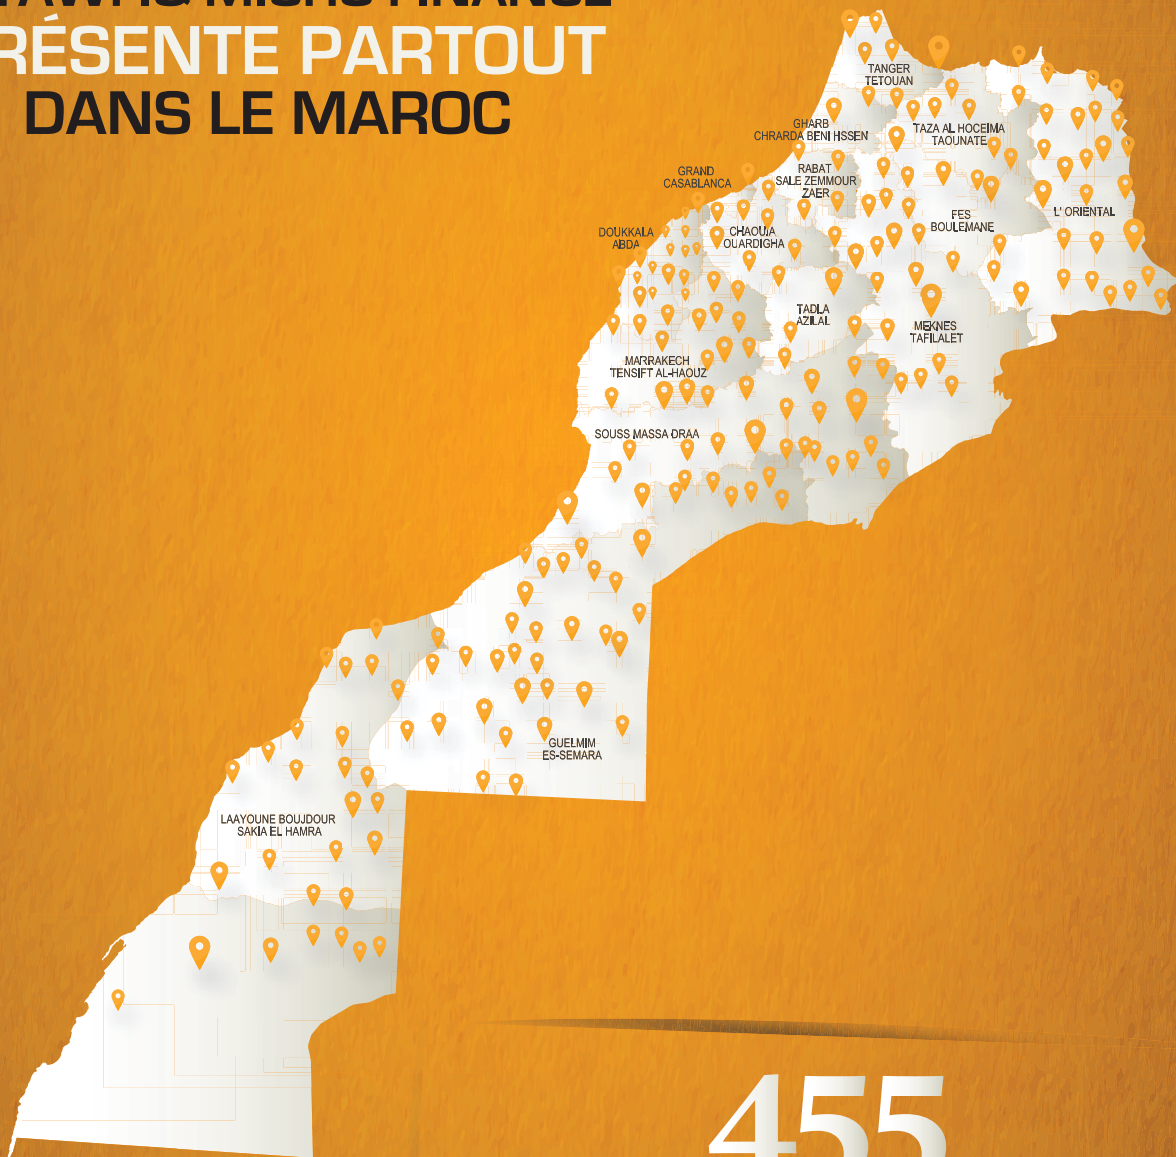 MICRO FINANCE
RÉSENTE PARTOUT
DANS LE MAROC
TANGER
TETOUAN
GHARB
CHRARDA BENI HSSEN
TAZA AL HOCEIMA
TAOUNATE
GRAND
CASABLANCA
RABAT
SALE ZEMMOUR
ZAER
L' ORIENTAL
FES
BOULEMANE
DOUKKALA
ABDA
CHAOUIA
OUARDIGHA
TADLA
AZILAL
MEKNES
TAFILALET
MARRAKECH
TENSIFT AL-HAOUZ
SOUSS MASSA DRAA
GUELMIM
ES-SEMARA
LAAYOUNE BOUJDOUR
SAKIA EL HAMRA
455